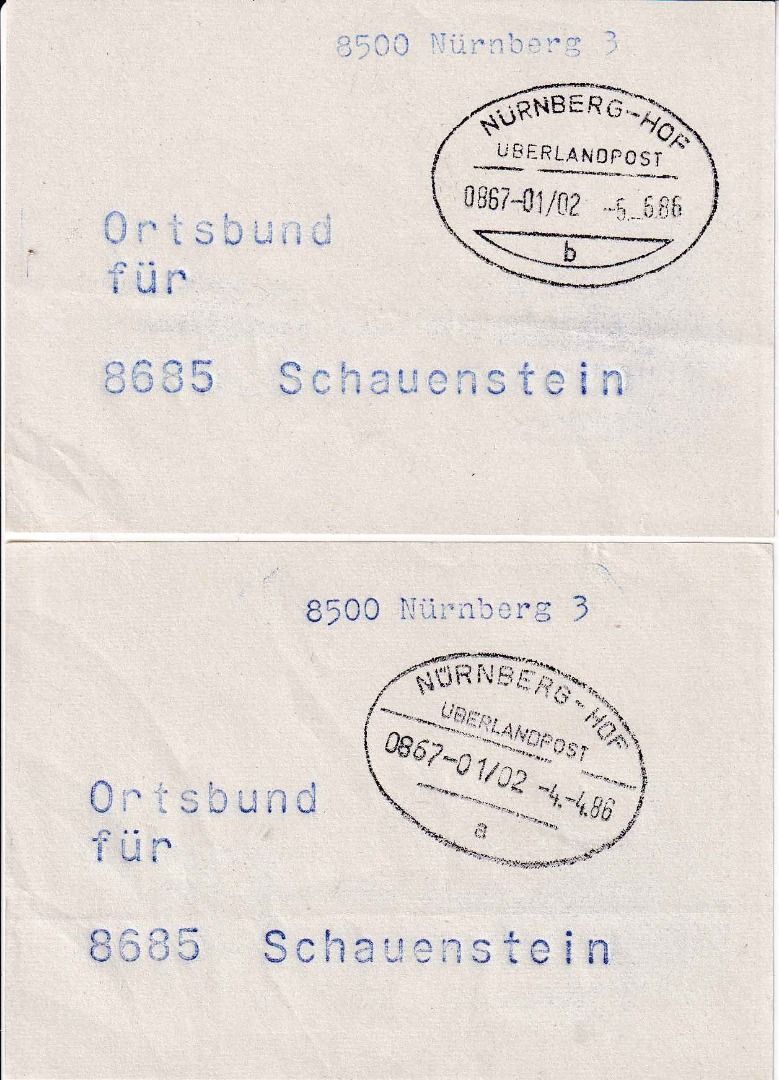 8500 Nürnberg 3
NÜRNBERG-HOF
ÜBERLANDPOST
0867-01/02 -5.-6.86
b
Ortsbund
für
8685 Schauenstein
8500 Nürnberg 3
NÜRNBERG-HOF
ÜBERLANDPOST
0867-01/02 -4.-4.86
a
Ortsbund
für
8685 Schauenstein